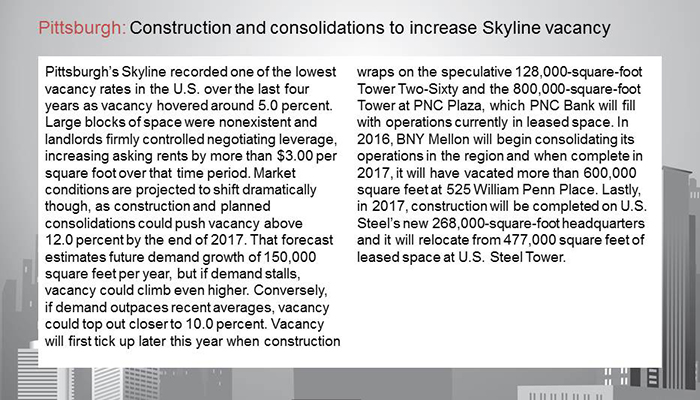 Pittsburgh: Construction and consolidations to increase Skyline vacancy
Pittsburgh's Skyline recorded one of the lowest
vacancy rates in the U.S. over the last four
years as vacancy hovered around 5.0 percent.
Large blocks of space were nonexistent and
landlords firmly controlled negotiating leverage,
increasing asking rents by more than $3.00 per
square foot over that time period. Market
conditions are projected to shift dramatically
though, as construction and planned
consolidations could push vacancy above
12.0 percent by the end of 2017. That forecast
estimates future demand growth of 150,000
square feet per year, but if demand stalls,
vacancy could climb even higher. Conversely,
if demand outpaces recent averages, vacancy
could top out closer to 10.0 percent. Vacancy
will first tick up later this year when construction
wraps on the speculative 128,000-square-foot
Tower Two-Sixty and the 800,000-square-foot
Tower at PNC Plaza, which PNC Bank will fill
with operations currently in leased space. In
2016, BNY Mellon will begin consolidating its
operations in the region and when complete in
2017, it will have vacated more than 600,000
square feet at 525 William Penn Place. Lastly,
in 2017, construction will be completed on U.S.
Steel's new 268,000-square-foot headquarters
and it will relocate from 477,000 square feet of
leased space at U.S. Steel Tower.